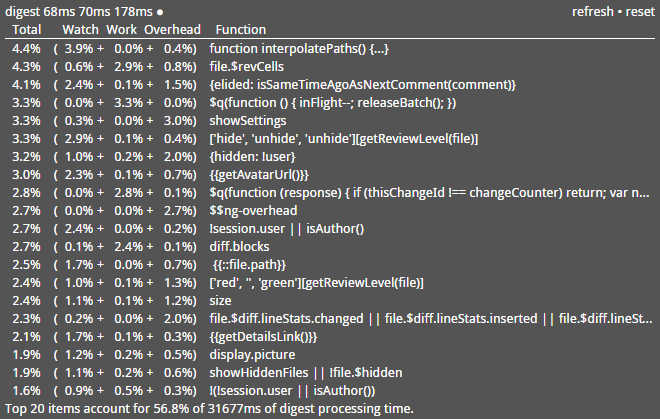 digest 68ms 70ms 178ms ● refresh • reset
Total Watch Work Overhead Function
4.4% ( 3.9% + 0.0% + 0.4%) function interpolatePaths() {...}
4.3% ( 0.6% + 2.9% + 0.8%) file.$revCells
4.1% ( 2.4% + 0.1% + 1.5%) {elided: isSameTimeAgoAsNextComment(comment)}
3.3% ( 0.0% + 3.3% + 0.0%) $q(function () { inFlight--; releaseBatch(); })
3.3% ( 0.3% + 0.0% + 3.0%) showSettings
3.3% ( 2.9% + 0.1% + 0.4%) ['hide', 'unhide', 'unhide'][getReviewLevel(file)]
3.2% ( 1.0% + 0.2% + 2.0%) {hidden: !user}
3.0% ( 2.3% + 0.1% + 0.7%) {{getAvatarUrl()}}
2.8% ( 0.0% + 2.8% + 0.1%) $q(function (response) { if (thisChangeId !== changeCounter) return; var n...
2.7% ( 0.0% + 0.0% + 2.7%) $$ng-overhead
2.7% ( 2.4% + 0.0% + 0.2%) !session.user || isAuthor()
2.7% ( 0.1% + 2.4% + 0.1%) diff.blocks
2.5% ( 1.7% + 0.0% + 0.7%) {{::file.path}}
2.4% ( 1.0% + 0.1% + 1.3%) ['red', '', 'green'][getReviewLevel(file)]
2.4% ( 1.1% + 0.1% + 1.2%) size
2.3% ( 0.2% + 0.0% + 2.0%) file.$diff.lineStats.changed || file.$diff.lineStats.inserted || file.$diff.lineSt...
2.1% ( 1.7% + 0.1% + 0.3%) {{getDetailsLink()}}
1.9% ( 1.2% + 0.2% + 0.5%) display.picture
1.9% ( 1.1% + 0.2% + 0.6%) showHiddenFiles || !file.$hidden
1.6% ( 0.9% + 0.5% + 0.3%) !(!session.user || isAuthor())
Top 20 items account for 56.8% of 31677ms of digest processing time.